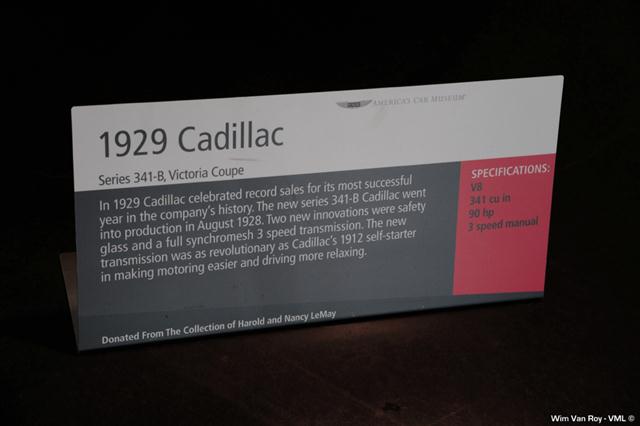 AMERICA'S CAR MUSEUM
1929 Cadillac
Series 341-B, Victoria Coupe
In 1929 Cadillac celebrated record sales for its most successful
year in the company's history. The new series 341-B Cadillac went
into production in August 1928. Two new innovations were safety
glass and a full synchromesh 3 speed transmission. The new
transmission was as revolutionary as Cadillac's 1912 self-starter
in making motoring easier and driving more relaxing.
Donated From The Collection of Harold and Nancy LeMay
SPECIFICATIONS:
V8
341 cu in
90 hp
3 speed manual
Wim Van Roy - VML ©